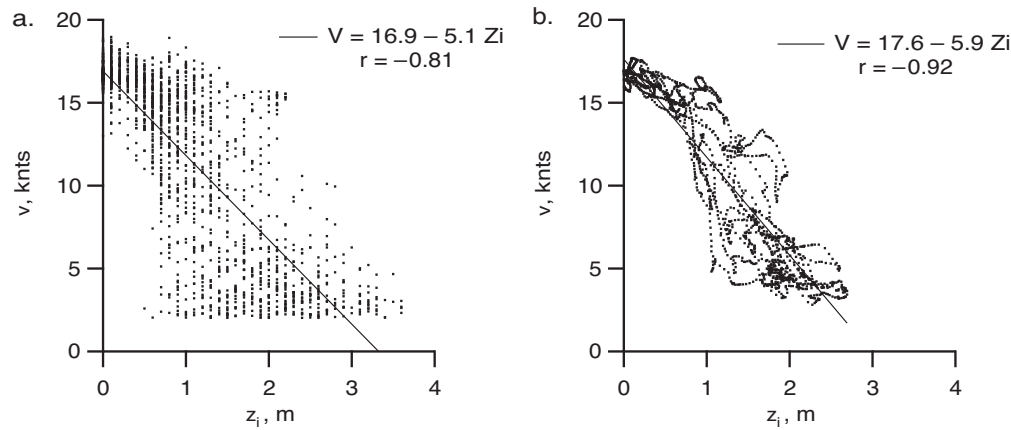 a.
V = 16.9 – 5.1 Zi
r = –0.81
20
15
10
5
0
v, knts
0 1 2 3 4
z_i, m
b.
V = 17.6 – 5.9 Zi
r = –0.92
20
15
10
5
0
v, knts
0 1 2 3 4
z_i, m